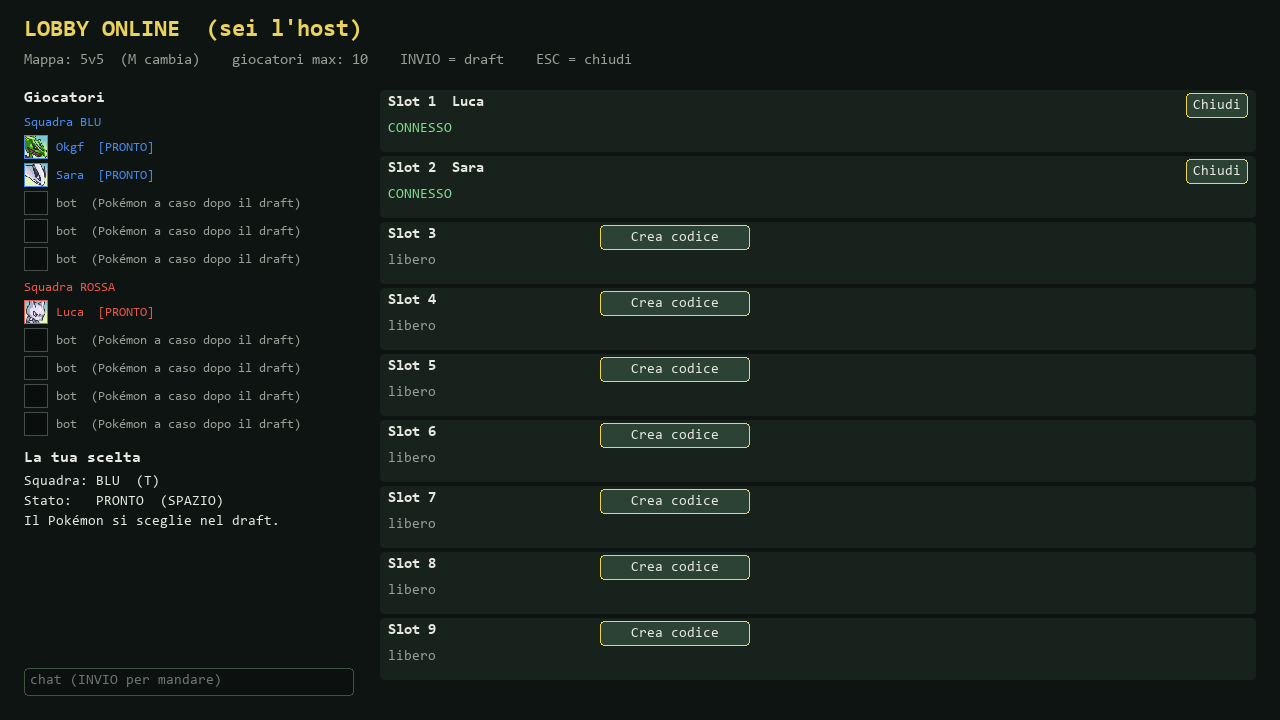 LOBBY ONLINE  (sei l'host)
Mappa: 5v5  (M cambia)    giocatori max: 10    INVIO = draft    ESC = chiudi
Giocatori
Squadra BLU
Okgf  [PRONTO]
Sara  [PRONTO]
bot  (Pokémon a caso dopo il draft)
bot  (Pokémon a caso dopo il draft)
bot  (Pokémon a caso dopo il draft)
Squadra ROSSA
Luca  [PRONTO]
bot  (Pokémon a caso dopo il draft)
bot  (Pokémon a caso dopo il draft)
bot  (Pokémon a caso dopo il draft)
bot  (Pokémon a caso dopo il draft)
La tua scelta
Squadra: BLU  (T)
Stato:   PRONTO  (SPAZIO)
Il Pokémon si sceglie nel draft.
chat (INVIO per mandare)
Slot 1  Luca    Chiudi
CONNESSO
Slot 2  Sara    Chiudi
CONNESSO
Slot 3    Crea codice
libero
Slot 4    Crea codice
libero
Slot 5    Crea codice
libero
Slot 6    Crea codice
libero
Slot 7    Crea codice
libero
Slot 8    Crea codice
libero
Slot 9    Crea codice
libero